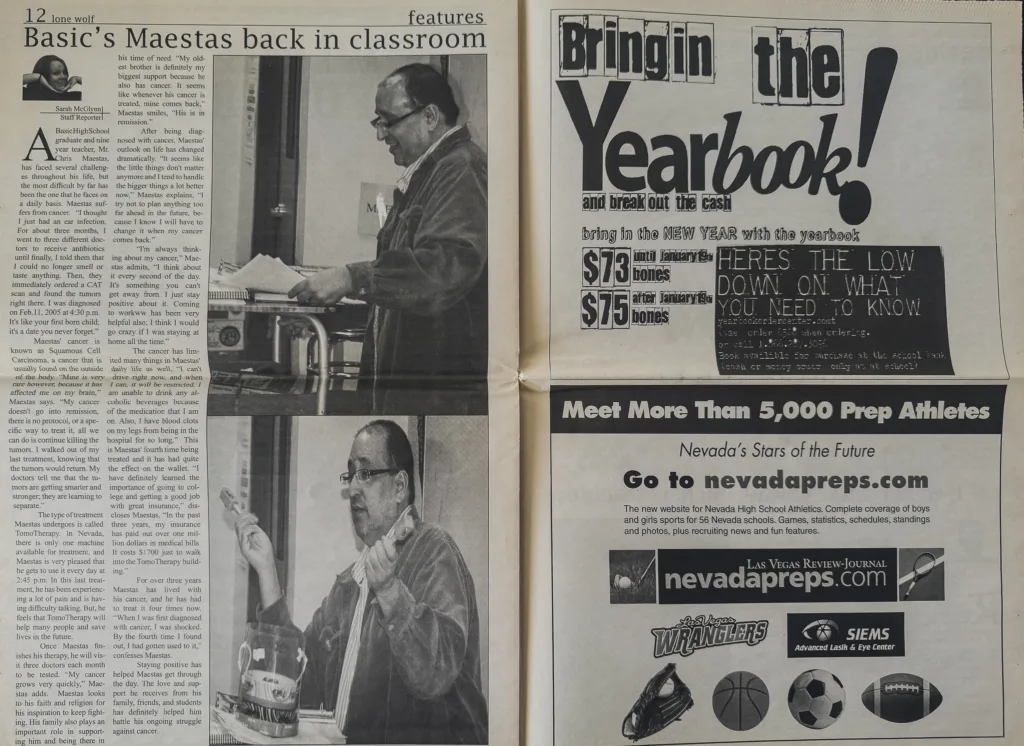 12 lone wolf
features
Basic's Maestas back in classroom
Sarah McGlynn
Staff Reporter
A Basic High School
graduate and nine
year teacher, Mr.
Chris Maestas,
has faced several challeng-
es throughout his life, but
the most difficult by far has
been the one that he faces on
a daily basis. Maestas suf-
fers from cancer. "I thought
I just had an ear infection.
For about three months, I
went to three different doc-
tors to receive antibiotics
until finally, I told them that
I could no longer smell or
taste anything. Then, they
immediately ordered a CAT
scan and found the tumors
right there. I was diagnosed
on Feb.11, 2005 at 4:30 p.m.
It's like your first born child;
it's a date you never forget."
Maestas' cancer is
known as Squamous Cell
Carcinoma, a cancer that is
usually found on the outside
of the body. "Mine is very
rare however, because it has
affected me on my brain,"
Maestas says. "My cancer
doesn't go into remission,
there is no protocol, or a spe-
cific way to treat it, all we
can do is continue killing the
tumors. I walked out of my
last treatment, knowing that
the tumors would return. My
doctors tell me that the tu-
mors are getting smarter and
stronger; they are learning to
separate."
The type of treatment
Maestas undergoes is called
TomoTherapy. In Nevada,
there is only one machine
available for treatment, and
Maestas is very pleased that
he gets to use it every day at
2:45 p.m. In this last treat-
ment, he has been experienc-
ing a lot of pain and is hav-
ing difficulty talking. But, he
feels that TomoTherapy will
help many people and save
lives in the future.
Once Maestas fin-
ishes his therapy, he will vis-
it three doctors each month
to be tested. "My cancer
grows very quickly," Mae-
stas adds. Maestas looks
to his faith and religion for
his inspiration to keep fight-
ing. His family also plays an
important role in support-
ing him and being there in
his time of need. "My old-
est brother is definitely my
biggest support because he
also has cancer. It seems
like whenever his cancer is
treated, mine comes back,"
Maestas smiles, "His is in
remission."
After being diag-
nosed with cancer, Maestas'
outlook on life has changed
dramatically. "It seems like
the little things don't matter
anymore and I tend to handle
the bigger things a lot better
now," Maestas explains, "I
try not to plan anything too
far ahead in the future, be-
cause I know I will have to
change it when my cancer
comes back."
"I'm always think-
ing about my cancer," Mae-
stas admits, "I think about
it every second of the day.
It's something you can't
get away from. I just stay
positive about it. Coming
to workww has been very
helpful also; I think I would
go crazy if I was staying at
home all the time."
The cancer has lim-
ited many things in Maestas'
daily life as well, "I can't
drive right now, and when
I can, it will be restricted. I
am unable to drink any al-
coholic beverages because
of the medication that I am
on. Also, I have blood clots
on my legs from being in the
hospital for so long." This
is Maestas' fourth time being
treated and it has had quite
the effect on the wallet. "I
have definitely learned the
importance of going to col-
lege and getting a good job
with great insurance," dis-
closes Maestas, "In the past
three years, my insurance
has paid out over one mil-
lion dollars in medical bills.
It costs $1700 just to walk
into the TomoTherapy build-
ing."
For over three years
Maestas has lived with
his cancer, and he has had
to treat it four times now.
"When I was first diagnosed
with cancer, I was shocked.
By the fourth time I found
out, I had gotten used to it,"
confesses Maestas.
Staying positive has
helped Maestas get through
the day. The love and sup-
port he receives from his
family, friends, and students
has definitely helped him
battle his ongoing struggle
against cancer.
Bring in the
Yearbook!
and break out the cash
bring in the NEW YEAR with the yearbook
$73 until January 19th
bones
$75 after January 19th
bones
HERES THE LOW
DOWN ON WHAT
YOU NEED TO KNOW
when ordering.
or call
Book available for purchase at the school bank
(cash or money order only at at school)
Meet More Than 5,000 Prep Athletes
Nevada's Stars of the Future
Go to nevadapreps.com
The new website for Nevada High School Athletics. Complete coverage of boys
and girls sports for 56 Nevada schools. Games, statistics, schedules, standings
and photos, plus recruiting news and fun features.
LAS VEGAS REVIEW-JOURNAL
nevadapreps.com
Las Vegas
WRANGLERS
SIEMS
Advanced Lasik & Eye Center